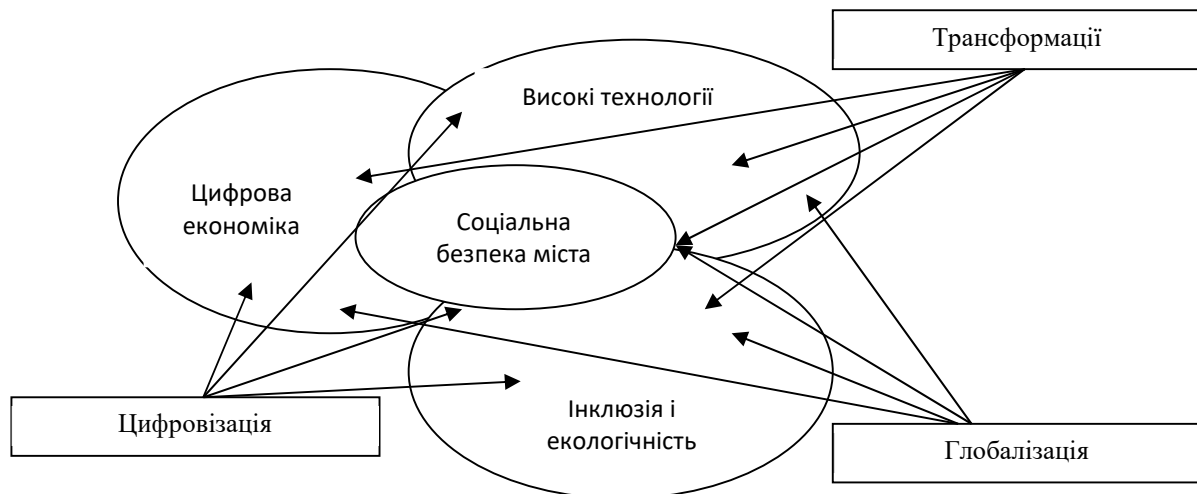 Трансформації
Високі технології
Цифрова
економіка
Соціальна
безпека міста
Цифровізація
Інклюзія і
екологічність
Глобалізація